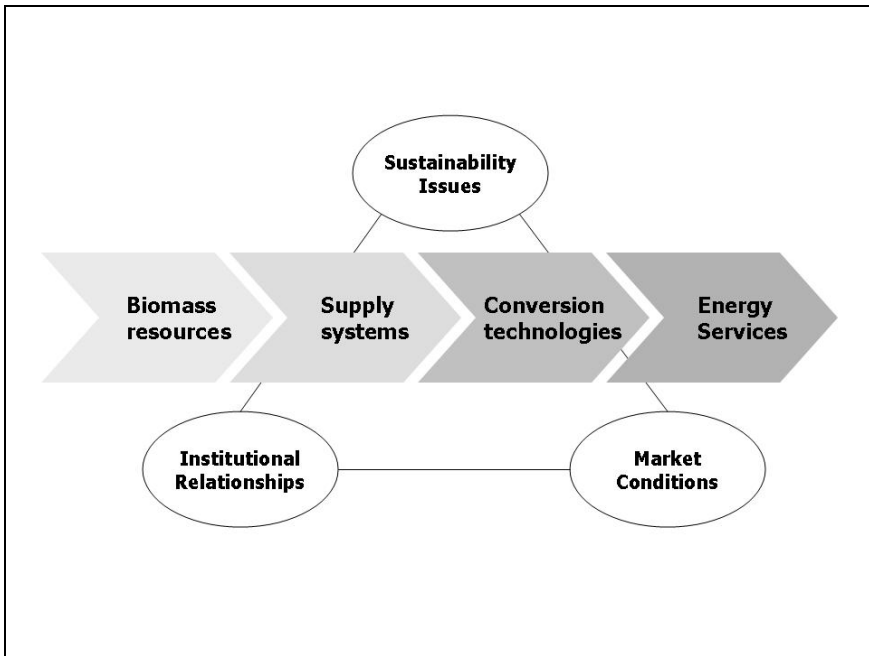 Sustainability
Issues
Biomass
resources
Supply
systems
Conversion
technologies
Energy
Services
Institutional
Relationships
Market
Conditions